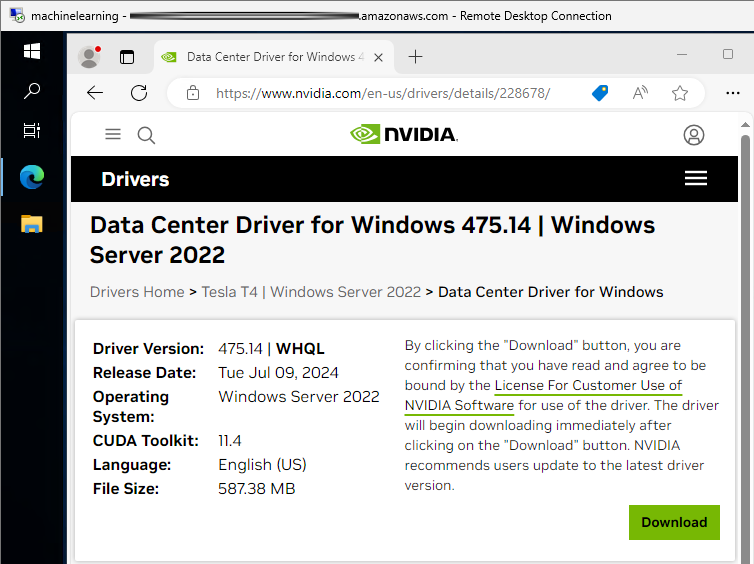 machinelearning - .amazonaws.com - Remote Desktop Connection
Data Center Driver for Windows 4
https://www.nvidia.com/en-us/drivers/details/228678/
NVIDIA.
Drivers
Data Center Driver for Windows 475.14 | Windows
Server 2022
Drivers Home > Tesla T4 | Windows Server 2022 > Data Center Driver for Windows
Driver Version: 475.14 | WHQL
Release Date: Tue Jul 09, 2024
Operating System: Windows Server 2022
CUDA Toolkit: 11.4
Language: English (US)
File Size: 587.38 MB
By clicking the "Download" button, you are
confirming that you have read and agree to be
bound by the License For Customer Use of
NVIDIA Software for use of the driver. The driver
will begin downloading immediately after
clicking on the "Download" button. NVIDIA
recommends users update to the latest driver
version.
Download